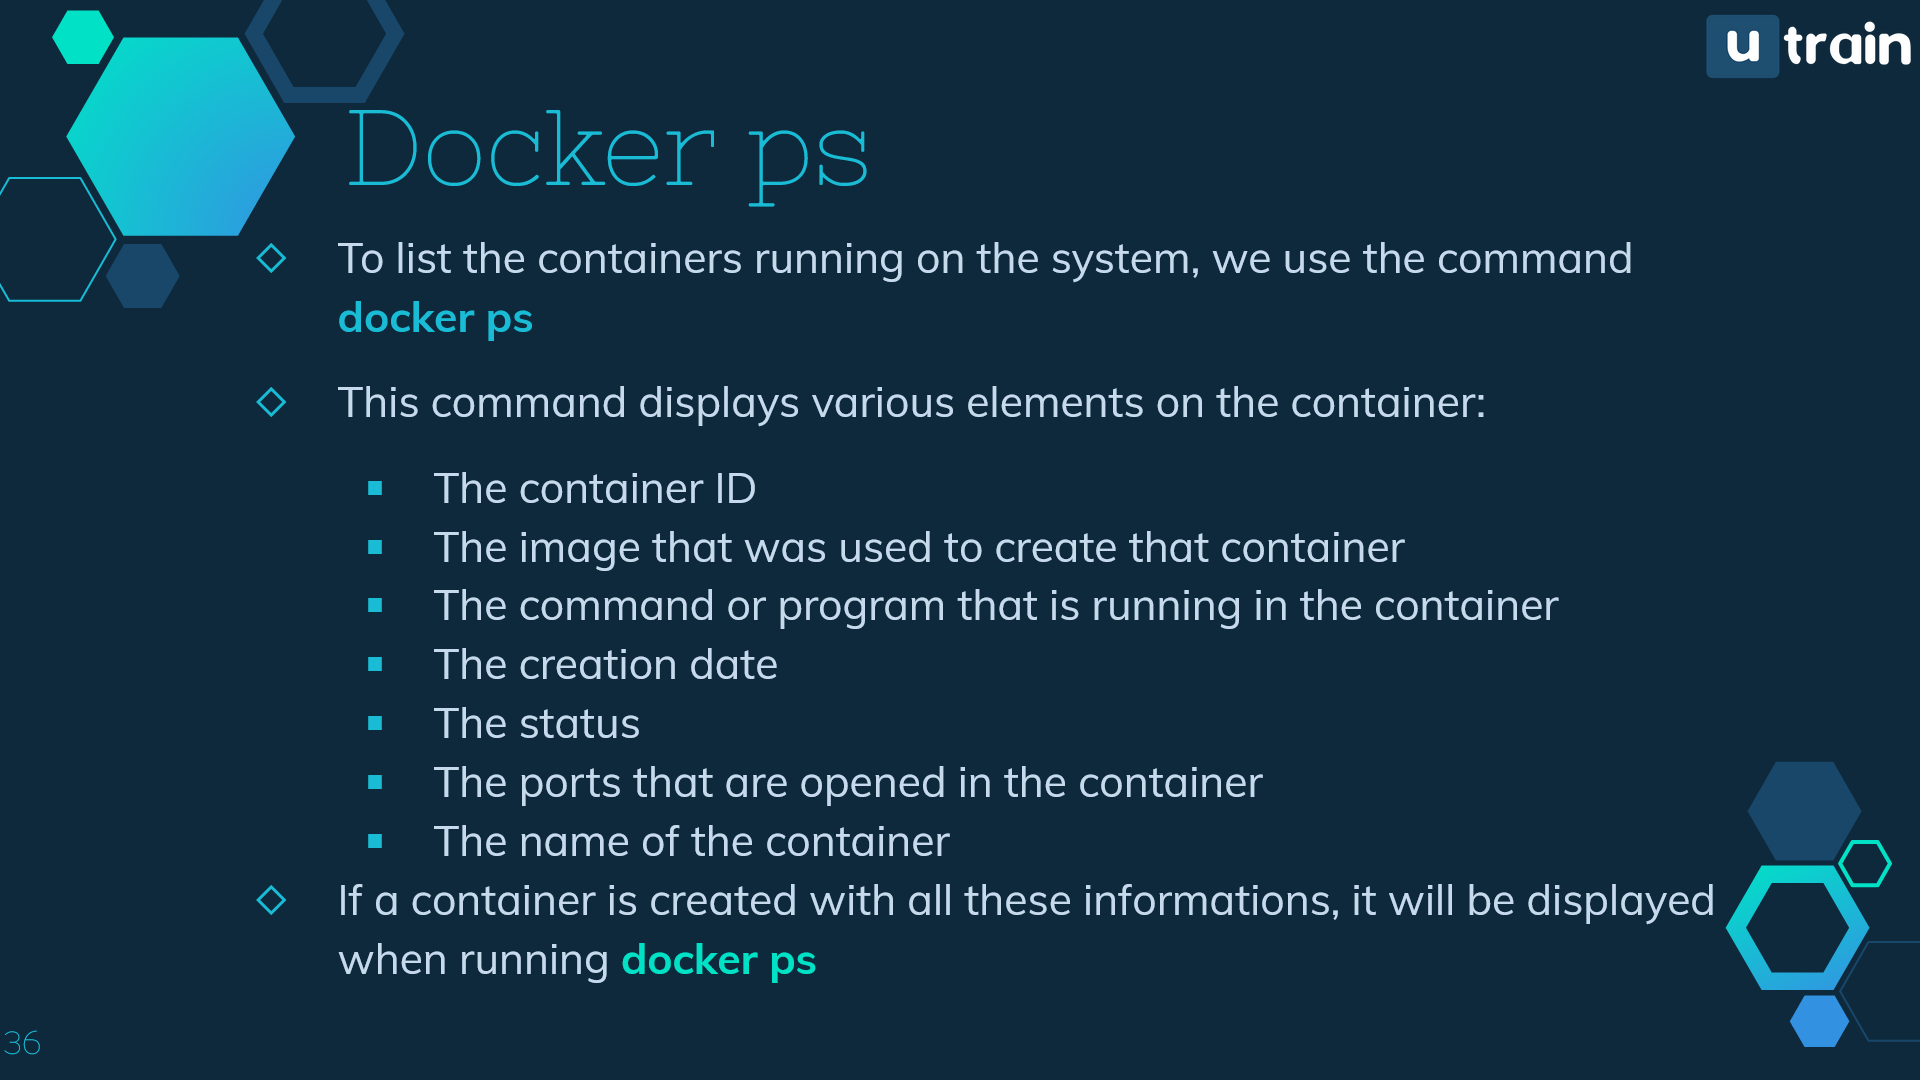 u train
Docker ps
To list the containers running on the system, we use the command
docker ps
This command displays various elements on the container:
The container ID
The image that was used to create that container
The command or program that is running in the container
The creation date
The status
The ports that are opened in the container
The name of the container
If a container is created with all these informations, it will be displayed
when running docker ps
36